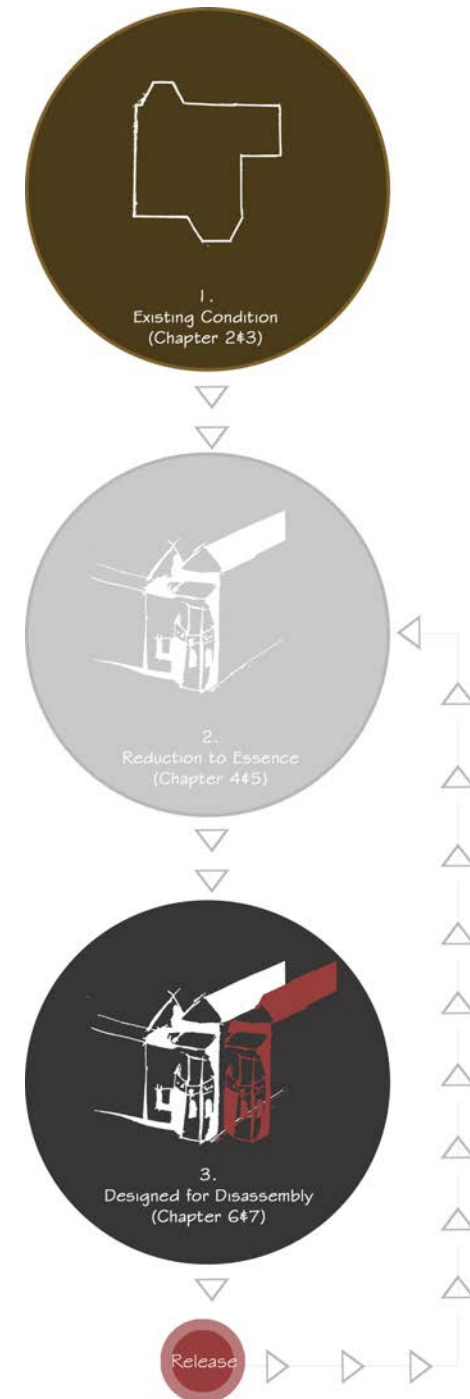 1.
Existing Condition
(Chapter 2&3)
2.
Reduction to Essence
(Chapter 4&5)
3.
Designed for Disassembly
(Chapter 6&7)
Release